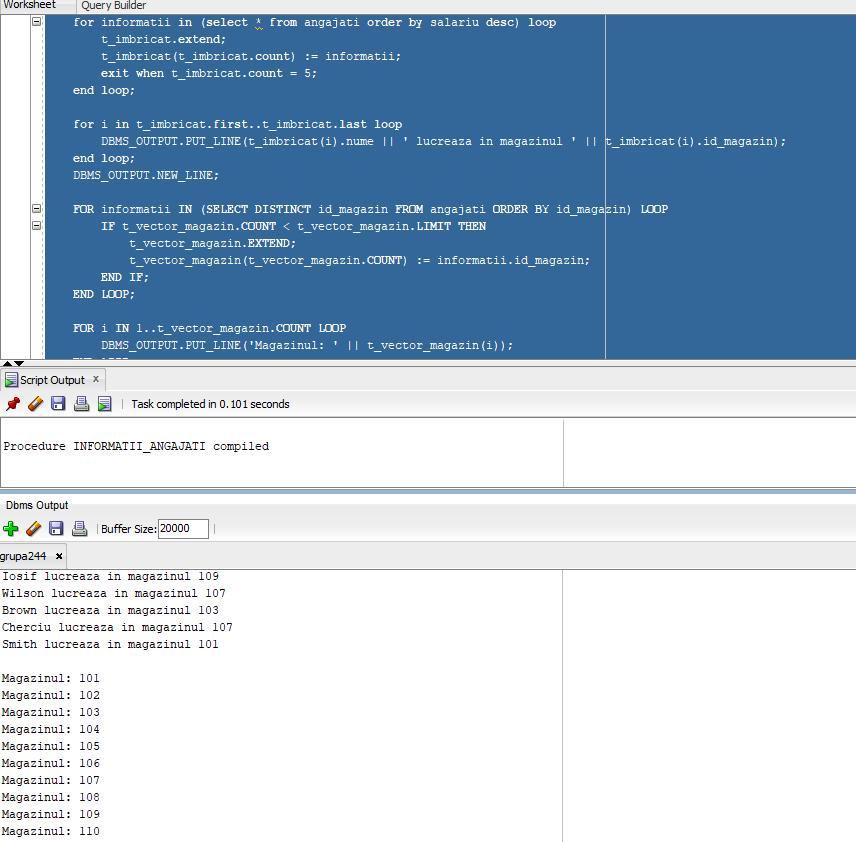 Worksheet Query Builder
for informatii in (select * from angajati order by salariu desc) loop
t_imbricat.extend;
t_imbricat(t_imbricat.count) := informatii;
exit when t_imbricat.count = 5;
end loop;
for i in t_imbricat.first..t_imbricat.last loop
DBMS_OUTPUT.PUT_LINE(t_imbricat(i).nume || ' lucreaza in magazinul ' || t_imbricat(i).id_magazin);
end loop;
DBMS_OUTPUT.NEW_LINE;
FOR informatii IN (SELECT DISTINCT id_magazin FROM angajati ORDER BY id_magazin) LOOP
IF t_vector_magazin.COUNT < t_vector_magazin.LIMIT THEN
t_vector_magazin.EXTEND;
t_vector_magazin(t_vector_magazin.COUNT) := informatii.id_magazin;
END IF;
END LOOP;
FOR i IN 1..t_vector_magazin.COUNT LOOP
DBMS_OUTPUT.PUT_LINE('Magazinul: ' || t_vector_magazin(i));
Script Output x
Task completed in 0.101 seconds
Procedure INFORMATII_ANGAJATI compiled
Dbms Output
Buffer Size: 20000
grupa244 x
Iosif lucreaza in magazinul 109
Wilson lucreaza in magazinul 107
Brown lucreaza in magazinul 103
Cherciu lucreaza in magazinul 107
Smith lucreaza in magazinul 101
Magazinul: 101
Magazinul: 102
Magazinul: 103
Magazinul: 104
Magazinul: 105
Magazinul: 106
Magazinul: 107
Magazinul: 108
Magazinul: 109
Magazinul: 110